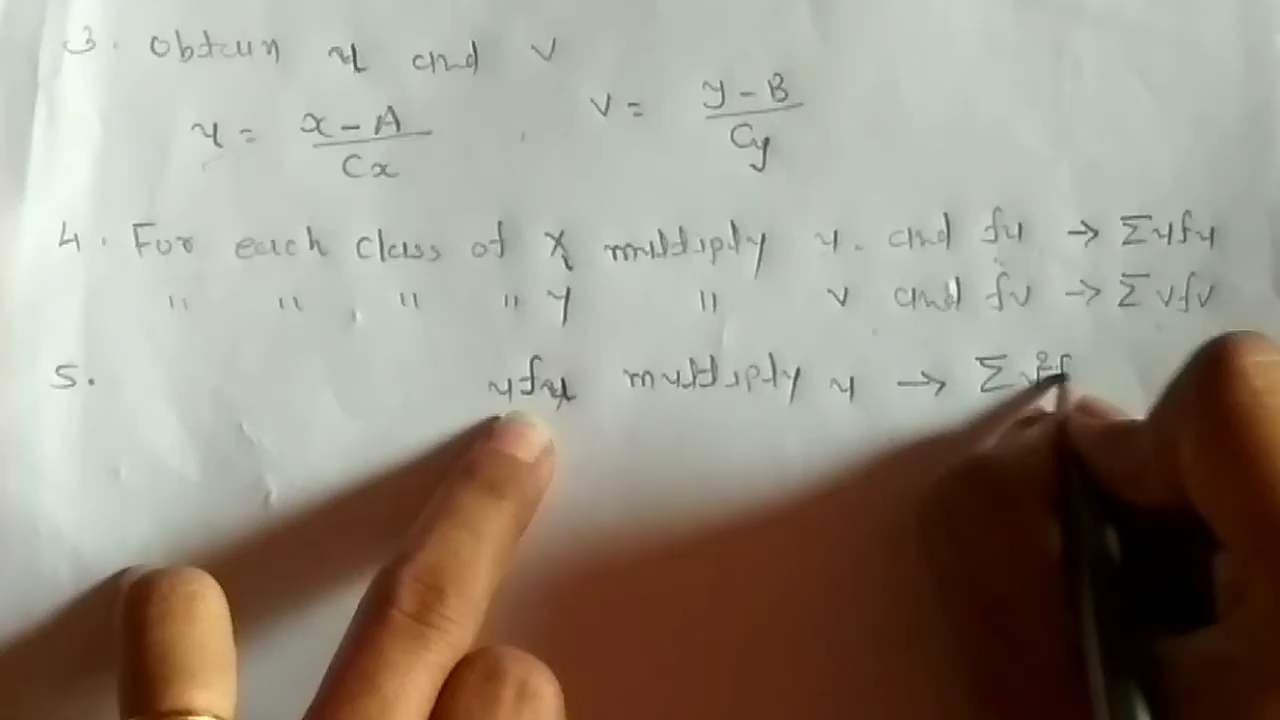 3. Obtain u and v
u = x-A / Cx , v = y-B / Cy
4. For each class of x multiply u. and fu → Σufu
" " , " " y " v and fv → Σvfv
5. ufu multiply u → Σu²f